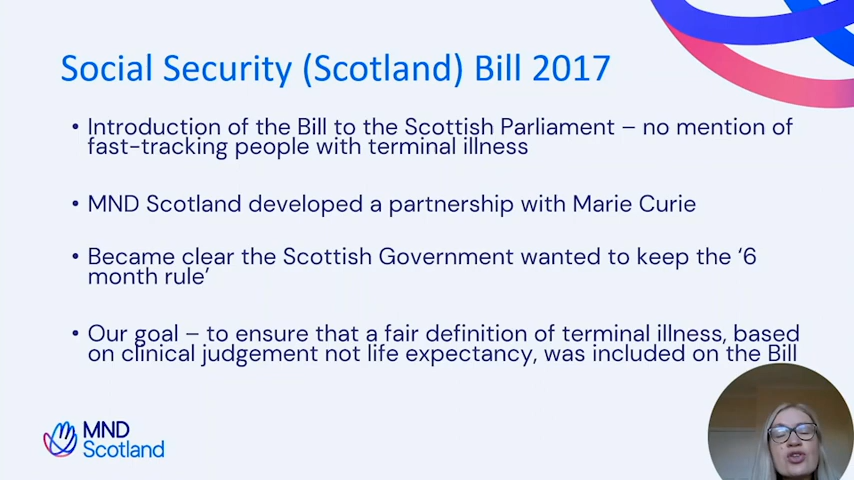 Social Security (Scotland) Bill 2017
• Introduction of the Bill to the Scottish Parliament – no mention of
fast-tracking people with terminal illness
• MND Scotland developed a partnership with Marie Curie
• Became clear the Scottish Government wanted to keep the ‘6
month rule’
• Our goal – to ensure that a fair definition of terminal illness, based
on clinical judgement not life expectancy, was included on the Bill
MND
Scotland